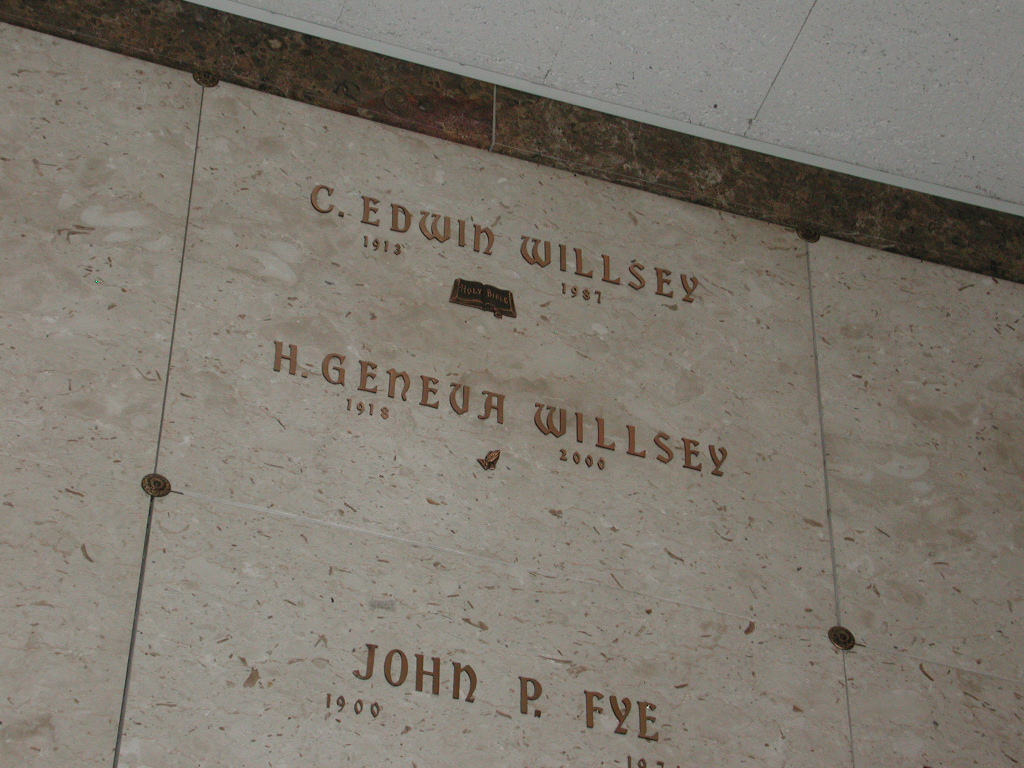 C. EDWIN WILLSEY
1913 1987
HOLY BIBLE
H. GENEVA WILLSEY
1918 2000
JOHN P. FYE
1900